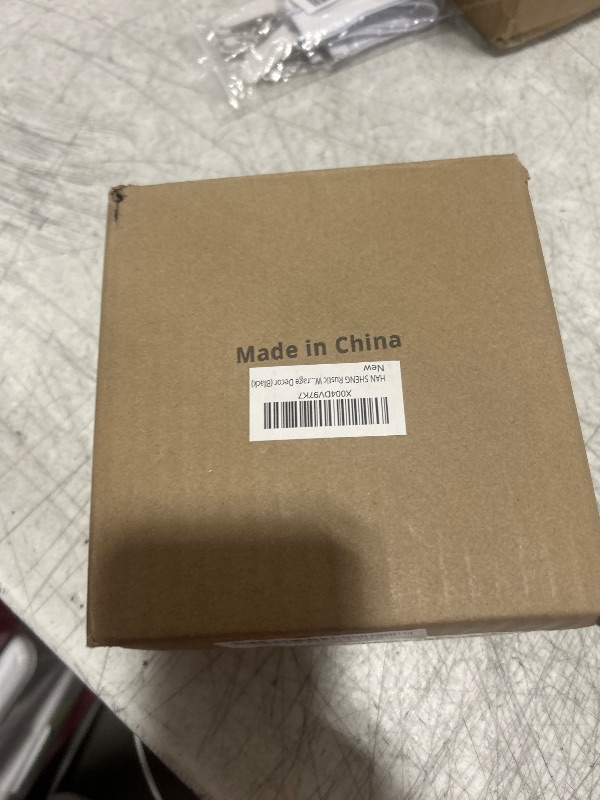 Made in China
X004DV97K7
HAN SHENG Rustic W...rage Decor (Black)
New